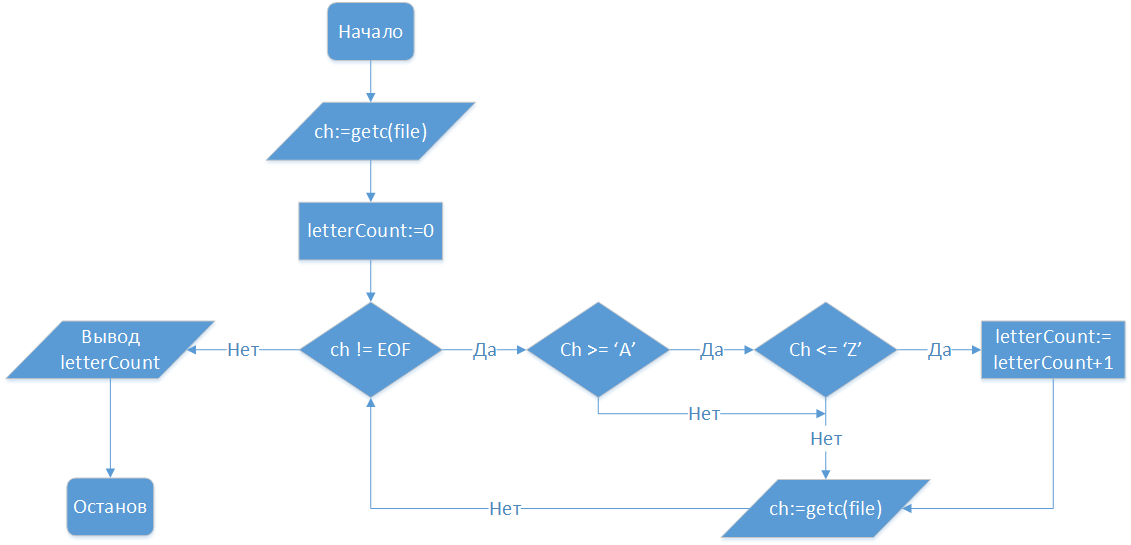 Начало
ch:=getc(file)
letterCount:=0
Вывод
letterCount
Нет
ch != EOF
Да
Ch >= ‘A’
Да
Ch <= ‘Z’
Да
letterCount:=
letterCount+1
Нет
Нет
Останов
Нет
ch:=getc(file)